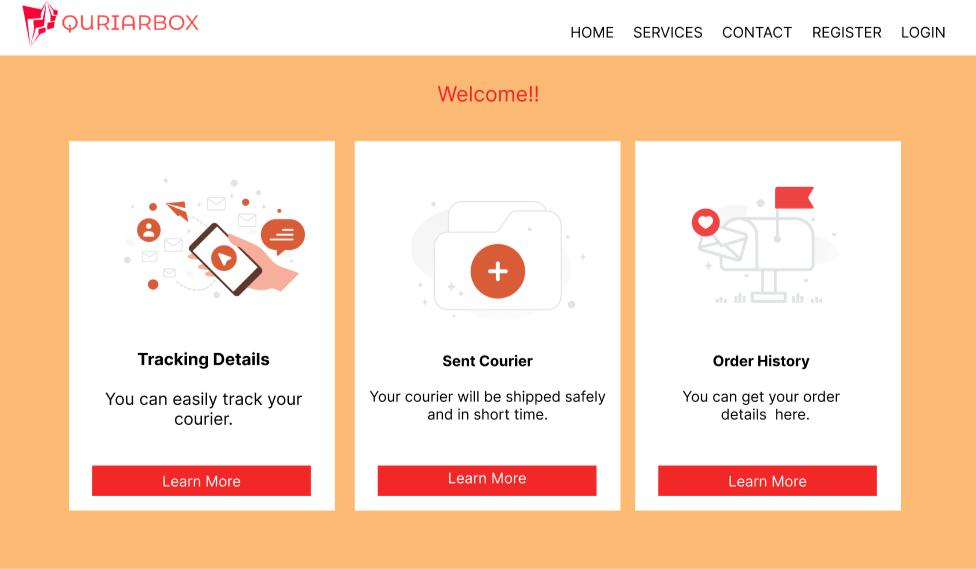 QURIARBOX
HOME SERVICES CONTACT REGISTER LOGIN
Welcome!!
Tracking Details
You can easily track your
courier.
Learn More
Sent Courier
Your courier will be shipped safely
and in short time.
Learn More
Order History
You can get your order
details here.
Learn More